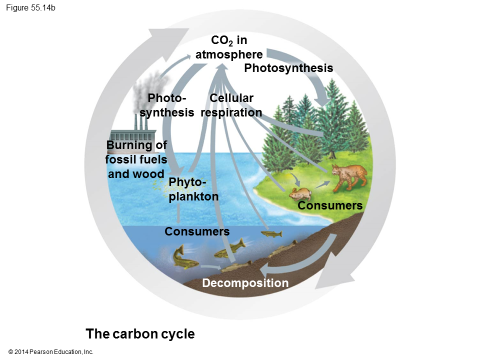 Figure 55.14b
CO₂ in
atmosphere
Photosynthesis
Photo-
synthesis
Cellular
respiration
Burning of
fossil fuels
and wood
Phyto-
plankton
Consumers
Consumers
Decomposition
The carbon cycle
© 2014 Pearson Education, Inc.